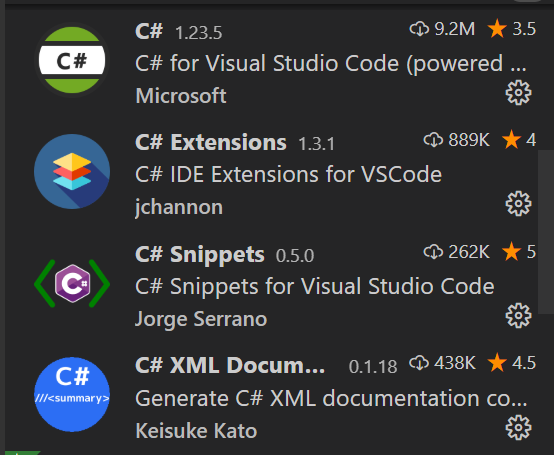 C#
C# 1.23.5 9.2M 3.5
C# for Visual Studio Code (powered ...
Microsoft
C# Extensions 1.3.1 889K 4
C# IDE Extensions for VSCode
jchannon
C#
C# Snippets 0.5.0 262K 5
C# Snippets for Visual Studio Code
Jorge Serrano
C#
///<summary>
C# XML Docum... 0.1.18 438K 4.5
Generate C# XML documentation co...
Keisuke Kato